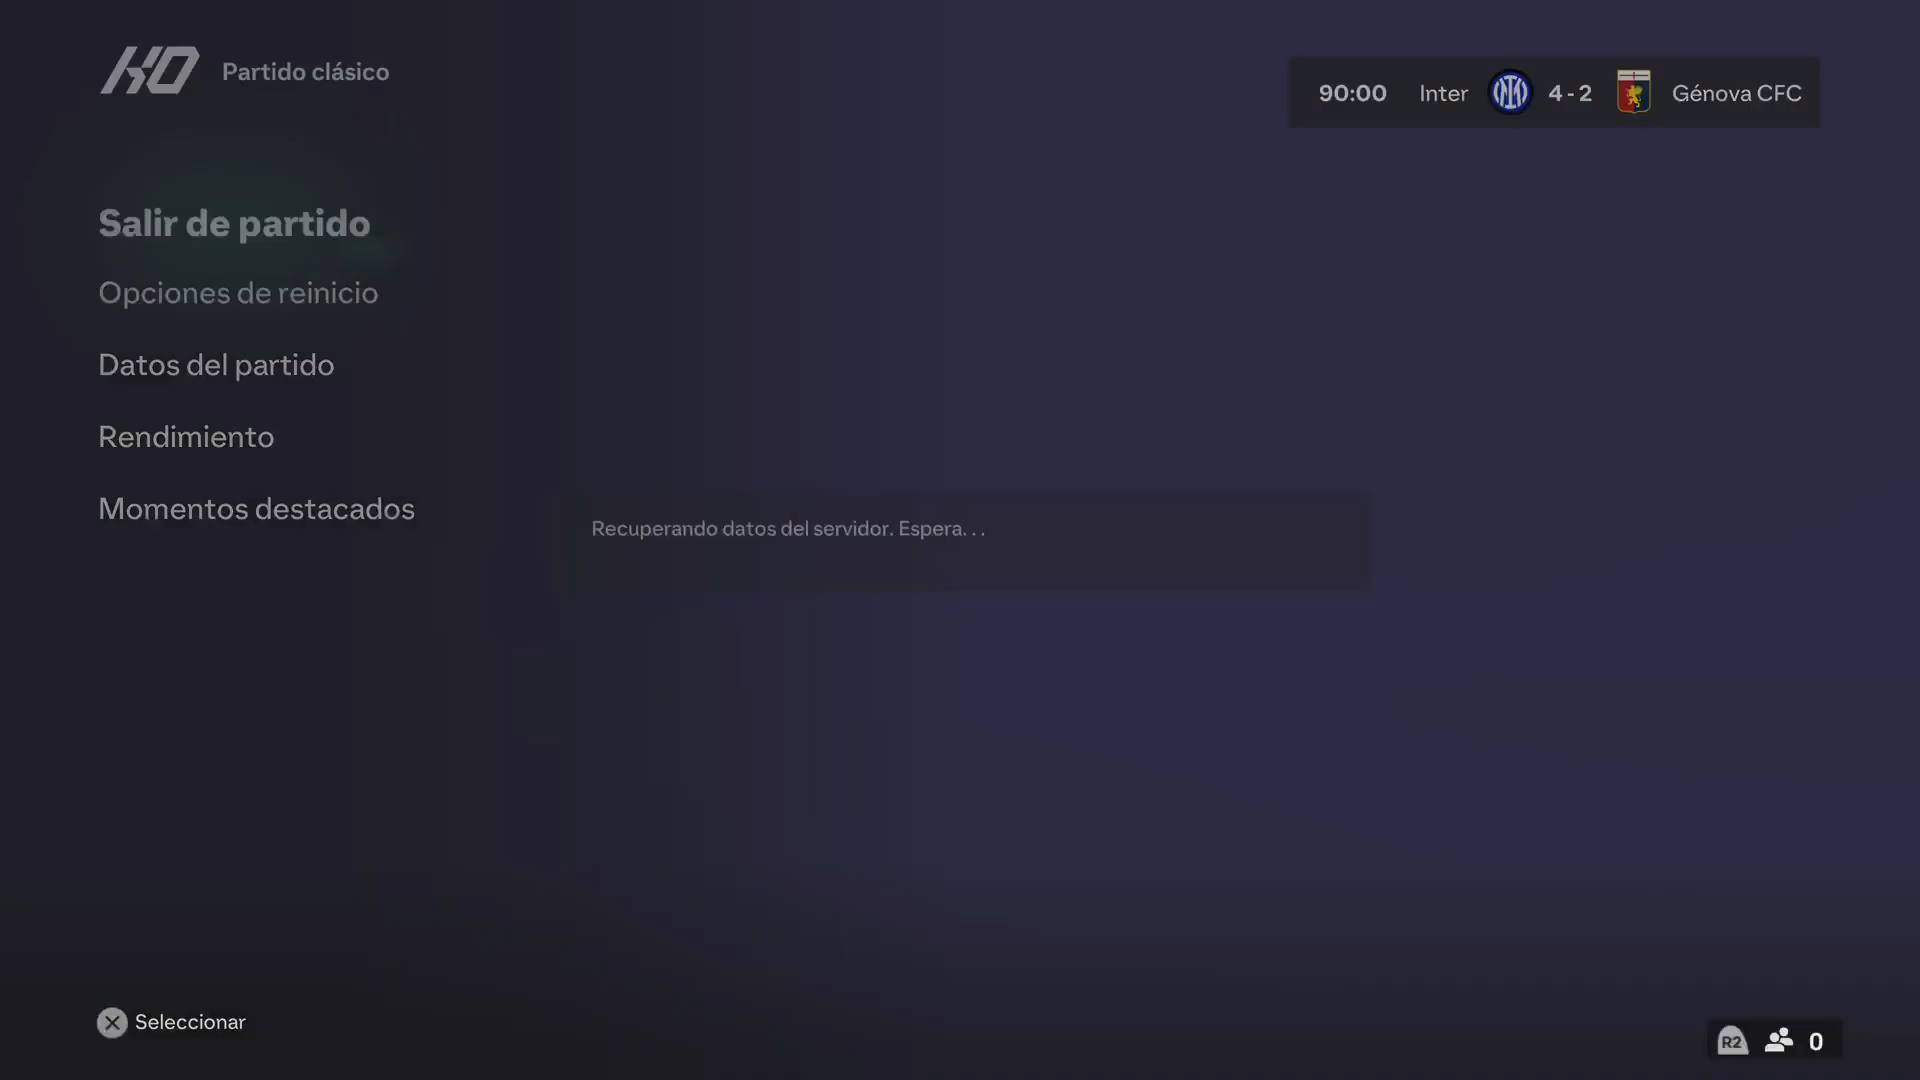 KO Partido clásico
90:00 Inter 4 - 2 Génova CFC
Salir de partido
Opciones de reinicio
Datos del partido
Rendimiento
Momentos destacados
Recuperando datos del servidor. Espera. . .
Seleccionar
R2 0